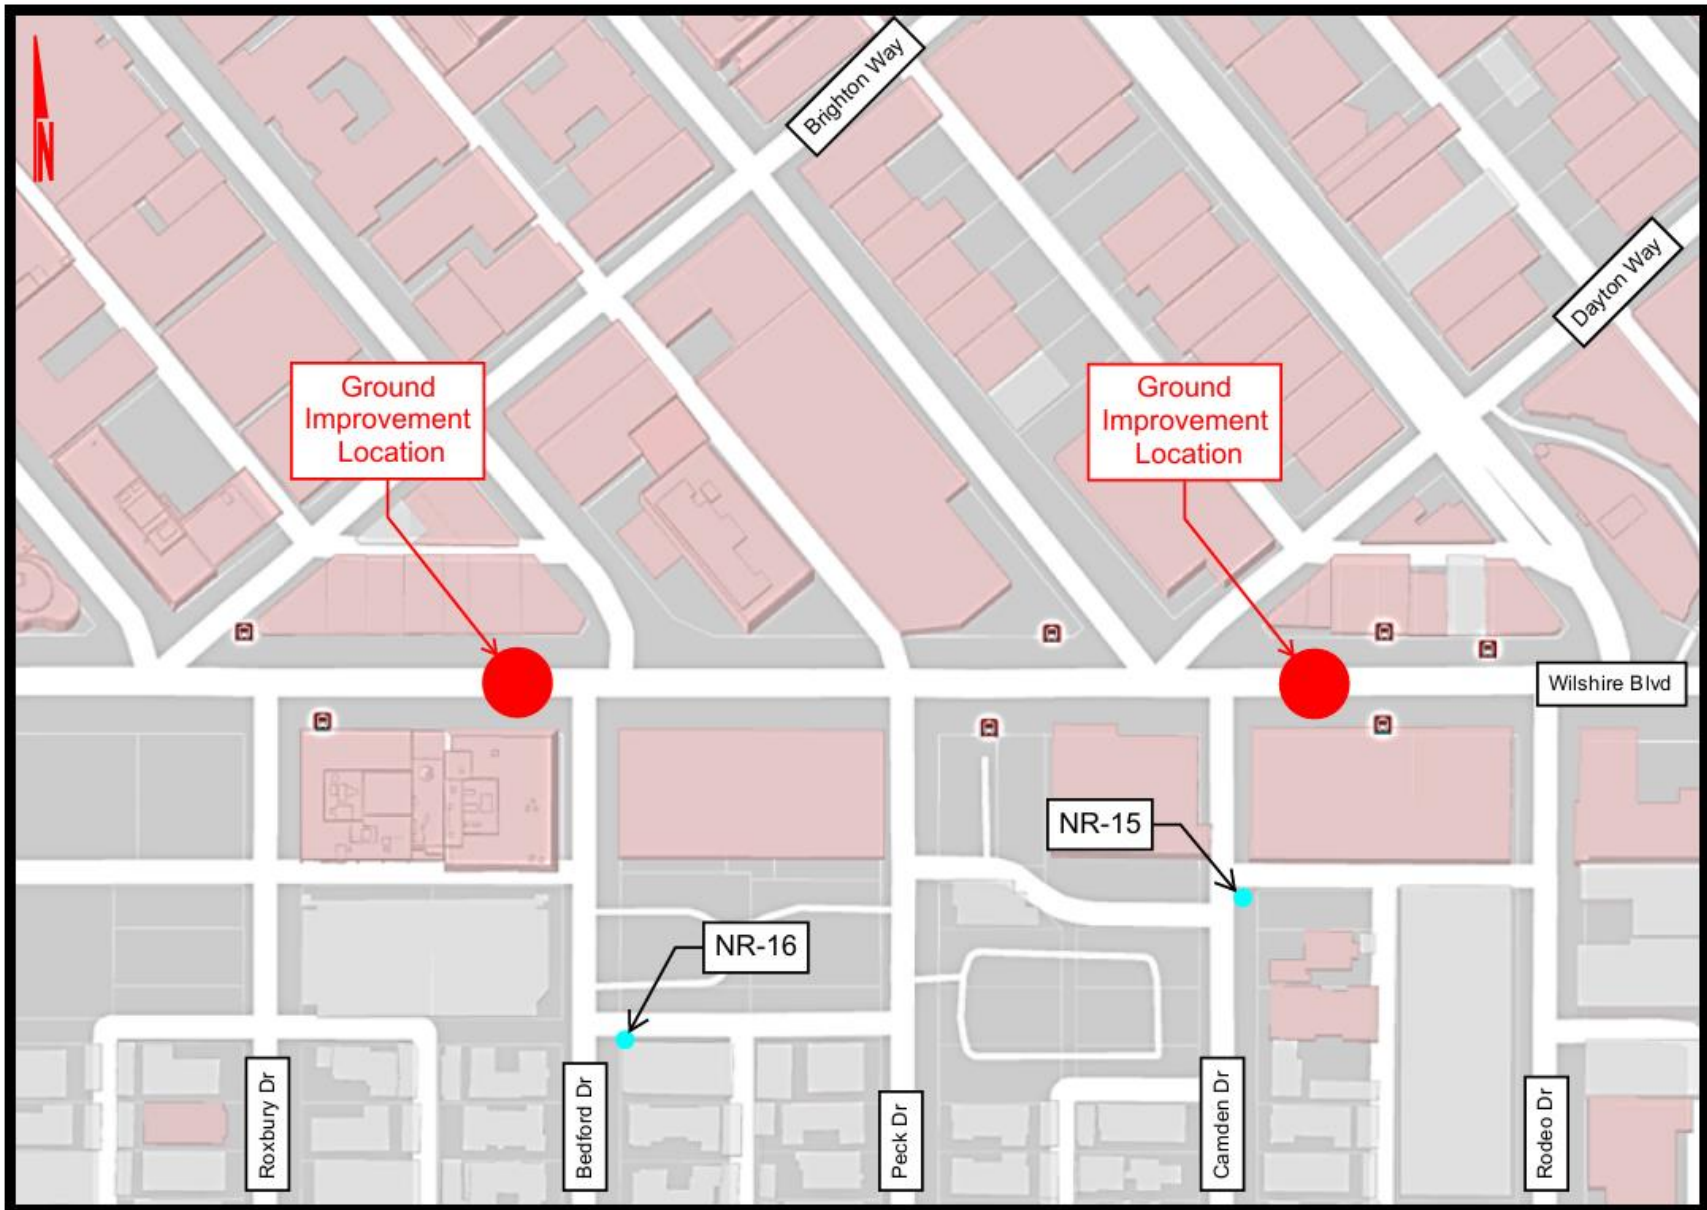 N
Brighton Way
Dayton Way
Ground
Improvement
Location
Ground
Improvement
Location
Wilshire Blvd
NR-15
NR-16
Roxbury Dr
Bedford Dr
Peck Dr
Camden Dr
Rodeo Dr